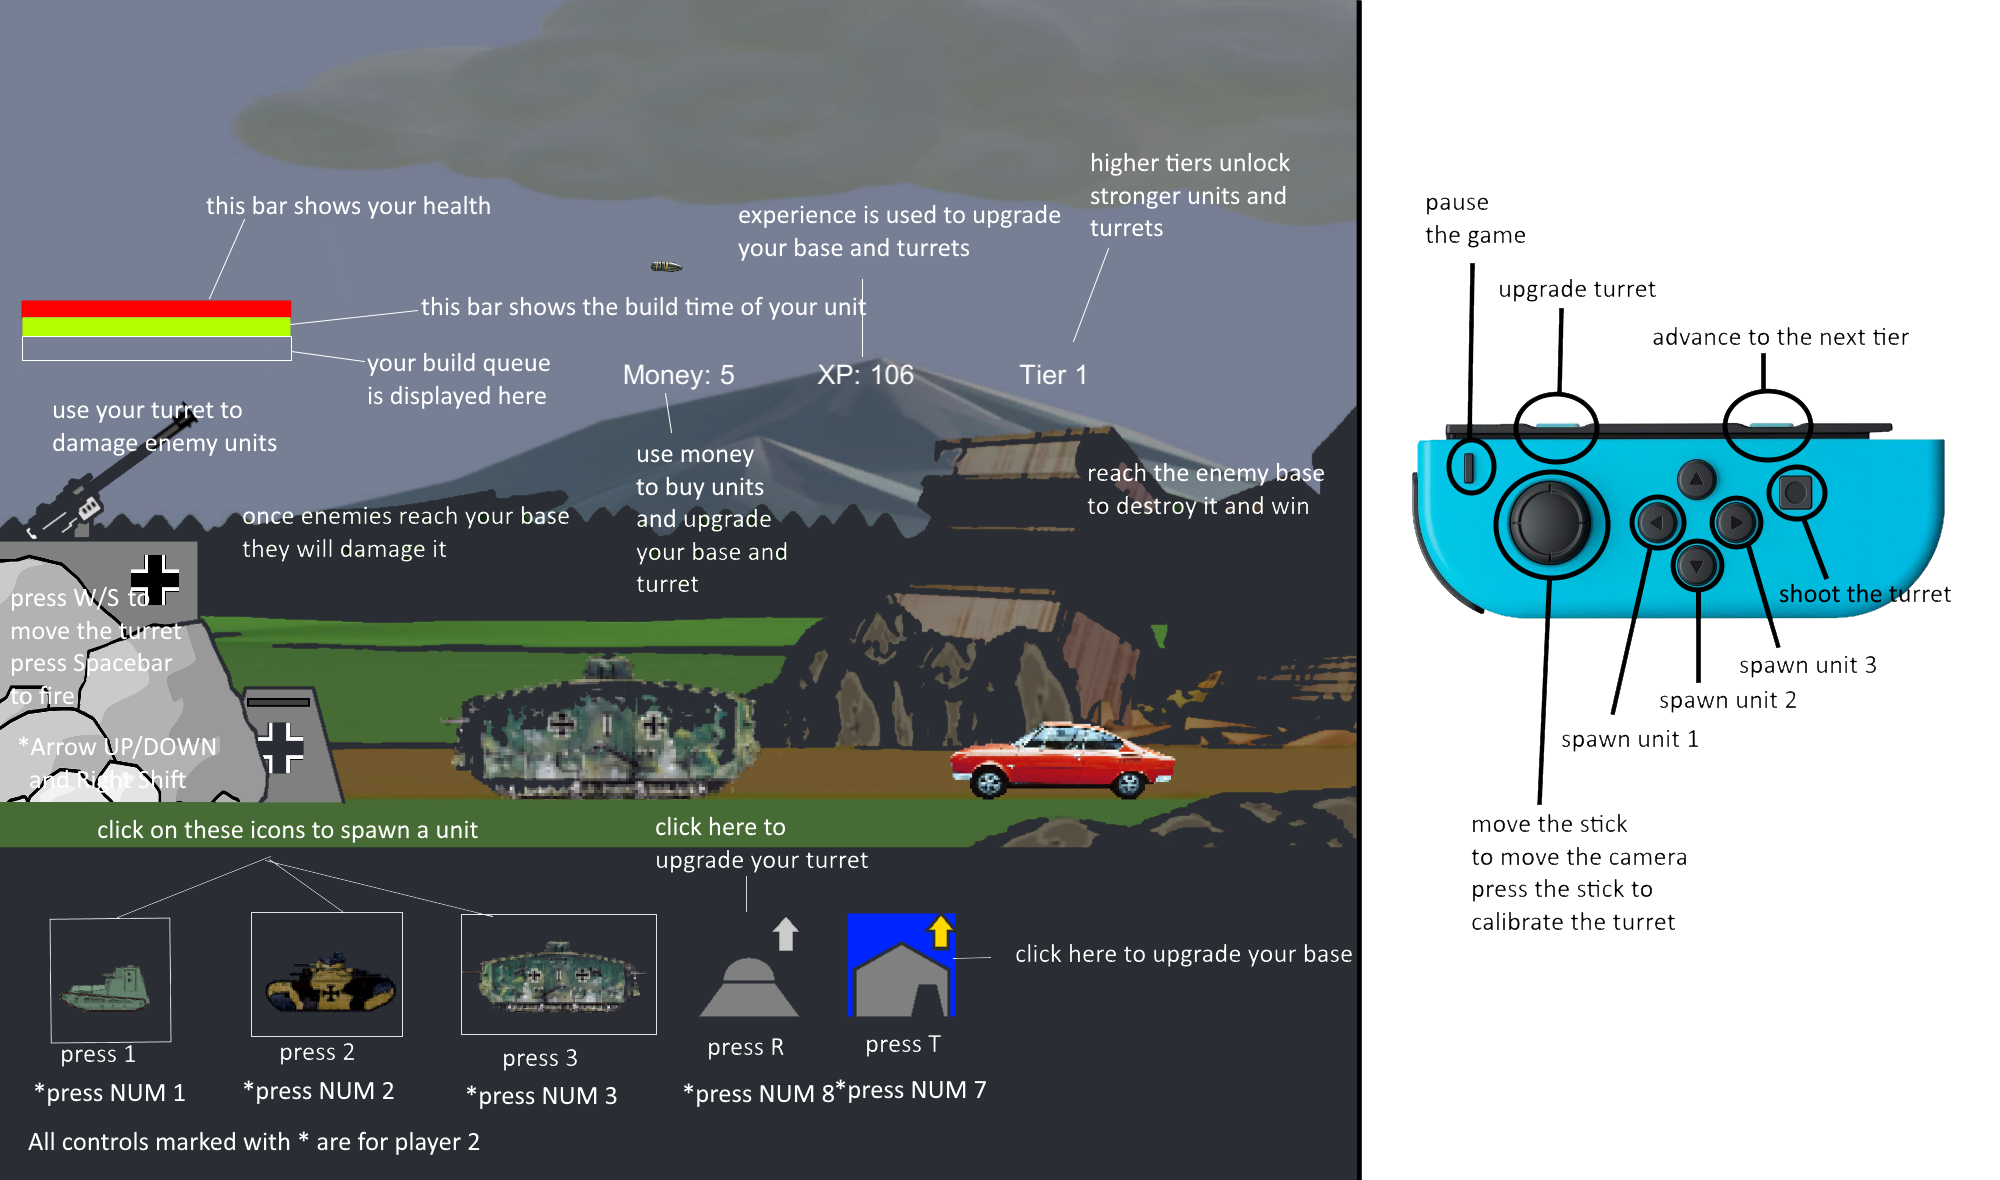 this bar shows your health
this bar shows the build time of your unit
your build queue
is displayed here
use your turret to
damage enemy units
experience is used to upgrade
your base and turrets
higher tiers unlock
stronger units and
turrets
Money: 5
XP: 106
Tier 1
use money
to buy units
and upgrade
your base and
turret
reach the enemy base
to destroy it and win
once enemies reach your base
they will damage it
press W/S to
move the turret
press Spacebar
to fire
*Arrow UP/DOWN
and Right Shift
click on these icons to spawn a unit
click here to
upgrade your turret
click here to upgrade your base
press 1
press 2
press 3
press R
press T
*press NUM 1
*press NUM 2
*press NUM 3
*press NUM 8
*press NUM 7
All controls marked with * are for player 2
pause
the game
upgrade turret
advance to the next tier
shoot the turret
spawn unit 3
spawn unit 2
spawn unit 1
move the stick
to move the camera
press the stick to
calibrate the turret